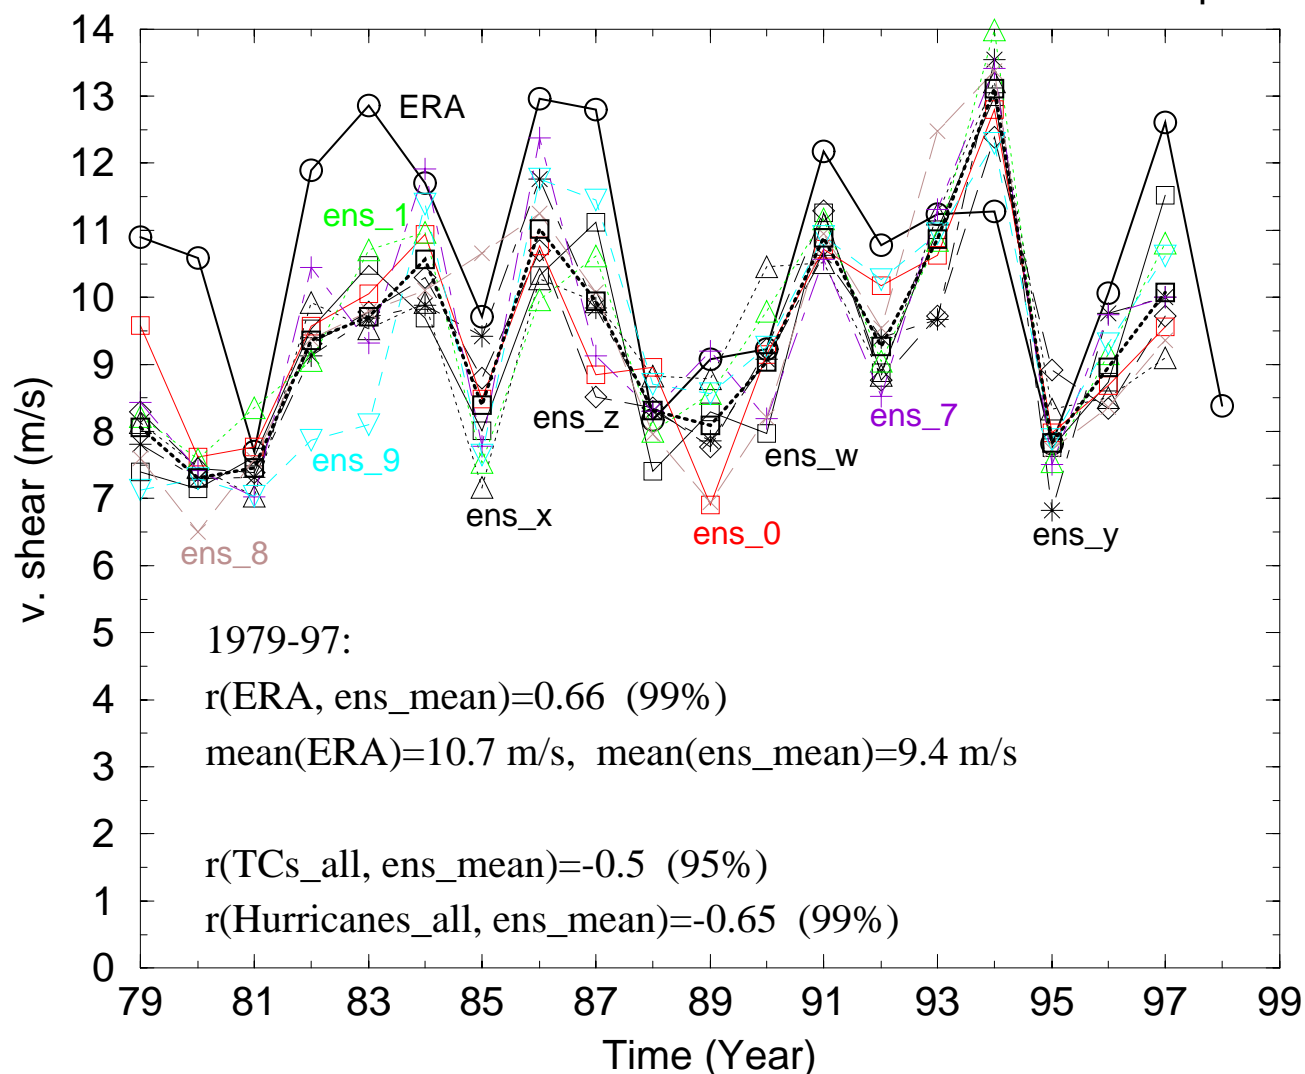 14
13
12
11
10
9
8
7
6
5
4
3
2
1
0
v. shear (m/s)
ERA
ens_1
ens_9
ens_8
ens_z
ens_x
ens_7
ens_w
ens_0
ens_y
1979-97:
r(ERA, ens_mean)=0.66 (99%)
mean(ERA)=10.7 m/s, mean(ens_mean)=9.4 m/s
r(TCs_all, ens_mean)=-0.5 (95%)
r(Hurricanes_all, ens_mean)=-0.65 (99%)
79 81 83 85 87 89 91 93 95 97 99
Time (Year)